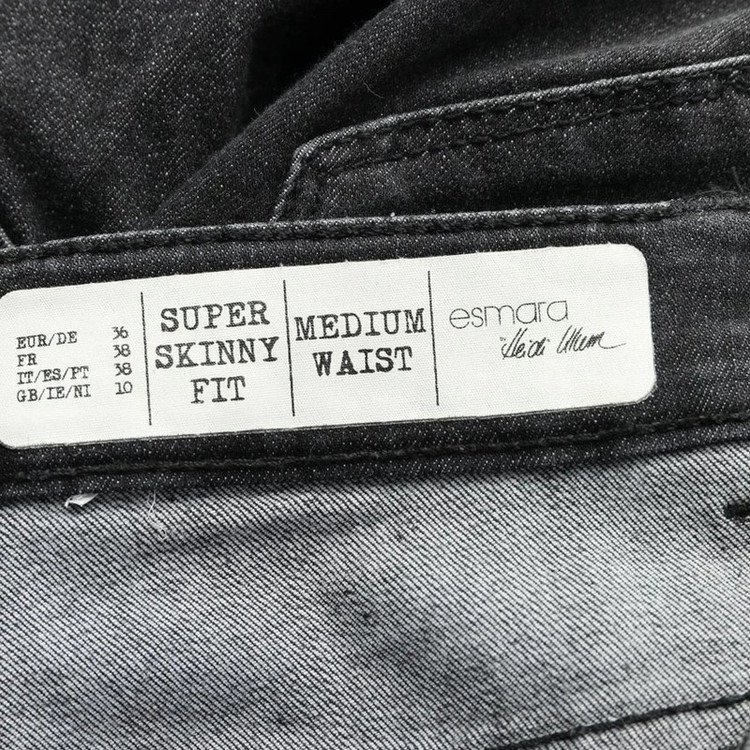 EUR/DE 36
FR 38
IT/ES/PT 38
GB/IE/NI 10
SUPER
SKINNY
FIT
MEDIUM
WAIST
esmara
BY Heidi Klum